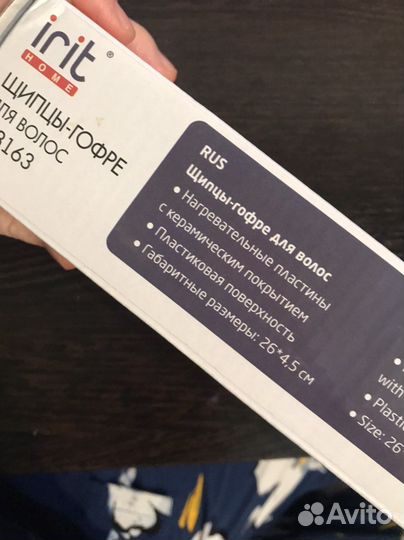 irit®
HOME
ЩИПЦЫ-ГОФРЕ
ДЛЯ ВОЛОС
3163
RUS
Щипцы-гофре для волос
• Нагревательные пластины
с керамическим покрытием
• Пластиковая поверхность
• Габаритные размеры: 26*4,5 см
with
• Plasti
• Size: 26
Avito